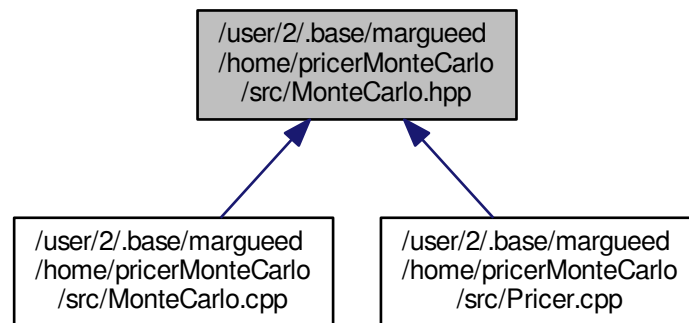 /user/2/.base/margueed
/home/pricerMonteCarlo
/src/MonteCarlo.hpp
/user/2/.base/margueed
/home/pricerMonteCarlo
/src/MonteCarlo.cpp
/user/2/.base/margueed
/home/pricerMonteCarlo
/src/Pricer.cpp